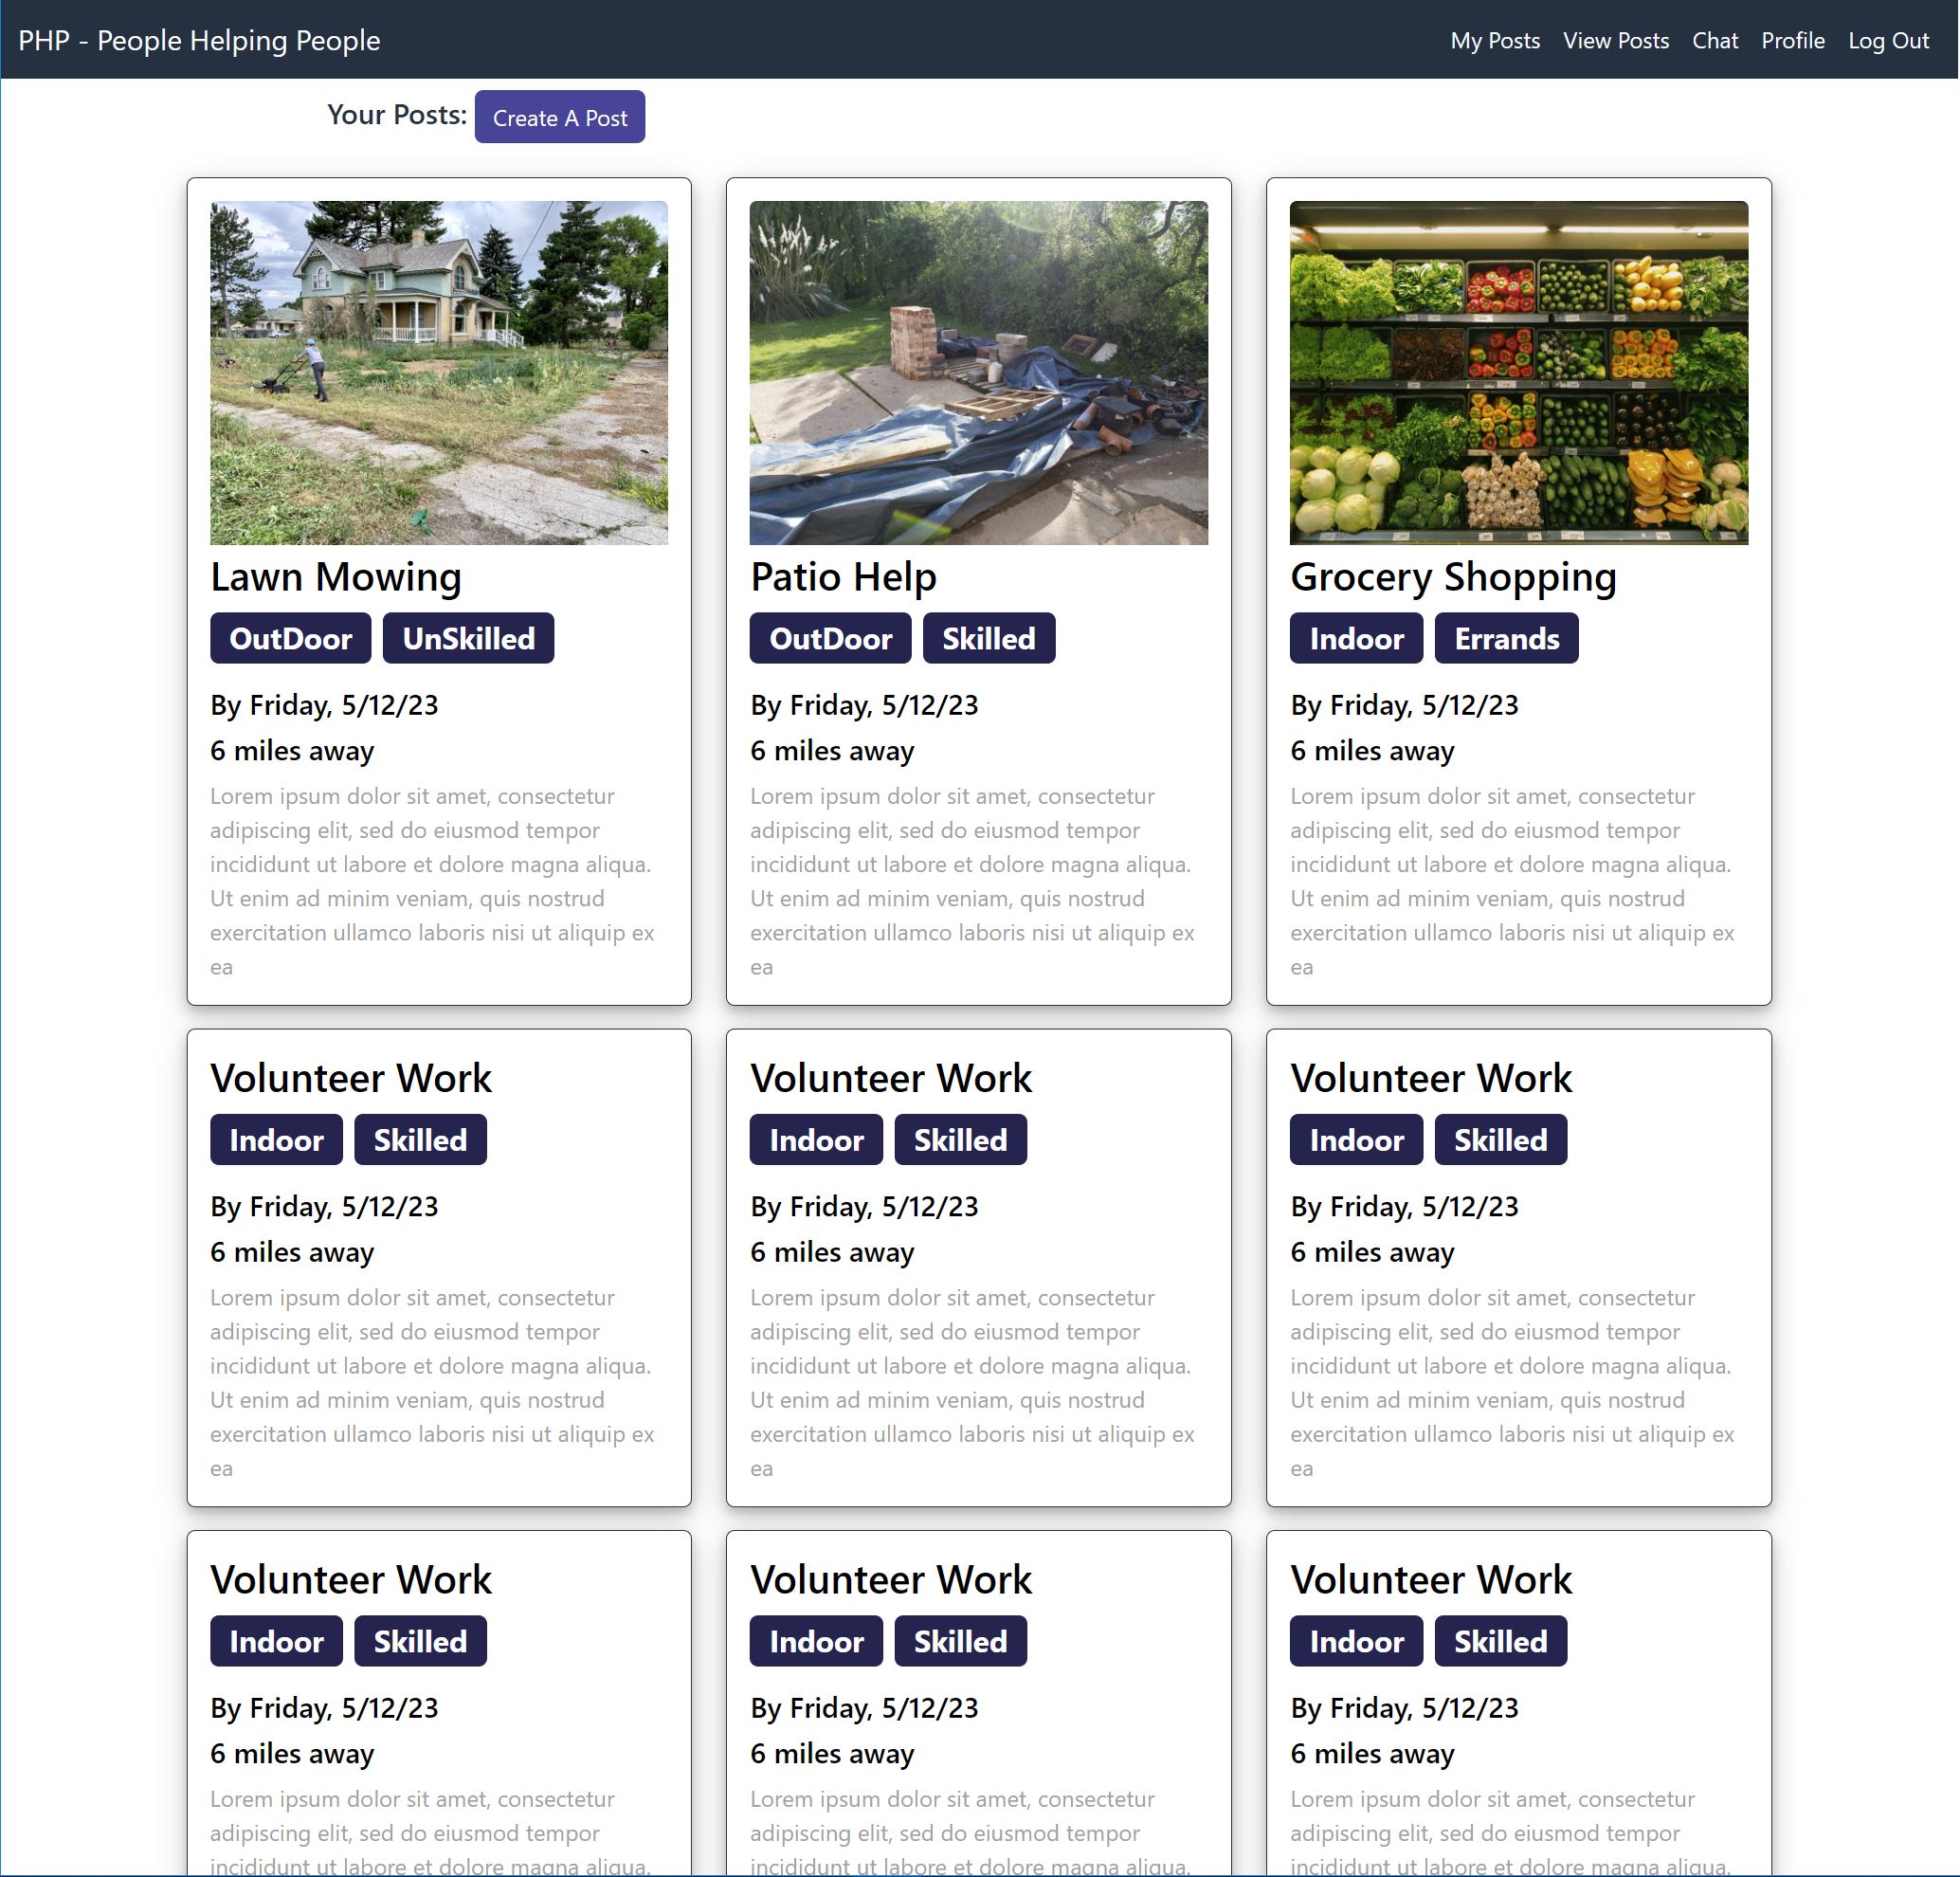 PHP - People Helping People
My Posts View Posts Chat Profile Log Out
Your Posts: Create A Post
Lawn Mowing
OutDoor UnSkilled
By Friday, 5/12/23
6 miles away
Lorem ipsum dolor sit amet, consectetur
adipiscing elit, sed do eiusmod tempor
incididunt ut labore et dolore magna aliqua.
Ut enim ad minim veniam, quis nostrud
exercitation ullamco laboris nisi ut aliquip ex
ea
Patio Help
OutDoor Skilled
By Friday, 5/12/23
6 miles away
Lorem ipsum dolor sit amet, consectetur
adipiscing elit, sed do eiusmod tempor
incididunt ut labore et dolore magna aliqua.
Ut enim ad minim veniam, quis nostrud
exercitation ullamco laboris nisi ut aliquip ex
ea
Grocery Shopping
Indoor Errands
By Friday, 5/12/23
6 miles away
Lorem ipsum dolor sit amet, consectetur
adipiscing elit, sed do eiusmod tempor
incididunt ut labore et dolore magna aliqua.
Ut enim ad minim veniam, quis nostrud
exercitation ullamco laboris nisi ut aliquip ex
ea
Volunteer Work
Indoor Skilled
By Friday, 5/12/23
6 miles away
Lorem ipsum dolor sit amet, consectetur
adipiscing elit, sed do eiusmod tempor
incididunt ut labore et dolore magna aliqua.
Ut enim ad minim veniam, quis nostrud
exercitation ullamco laboris nisi ut aliquip ex
ea
Volunteer Work
Indoor Skilled
By Friday, 5/12/23
6 miles away
Lorem ipsum dolor sit amet, consectetur
adipiscing elit, sed do eiusmod tempor
incididunt ut labore et dolore magna aliqua.
Ut enim ad minim veniam, quis nostrud
exercitation ullamco laboris nisi ut aliquip ex
ea
Volunteer Work
Indoor Skilled
By Friday, 5/12/23
6 miles away
Lorem ipsum dolor sit amet, consectetur
adipiscing elit, sed do eiusmod tempor
incididunt ut labore et dolore magna aliqua.
Ut enim ad minim veniam, quis nostrud
exercitation ullamco laboris nisi ut aliquip ex
ea
Volunteer Work
Indoor Skilled
By Friday, 5/12/23
6 miles away
Lorem ipsum dolor sit amet, consectetur
adipiscing elit, sed do eiusmod tempor
incididunt ut labore et dolore magna aliqua.
Volunteer Work
Indoor Skilled
By Friday, 5/12/23
6 miles away
Lorem ipsum dolor sit amet, consectetur
adipiscing elit, sed do eiusmod tempor
incididunt ut labore et dolore magna aliqua.
Volunteer Work
Indoor Skilled
By Friday, 5/12/23
6 miles away
Lorem ipsum dolor sit amet, consectetur
adipiscing elit, sed do eiusmod tempor
incididunt ut labore et dolore magna aliqua.